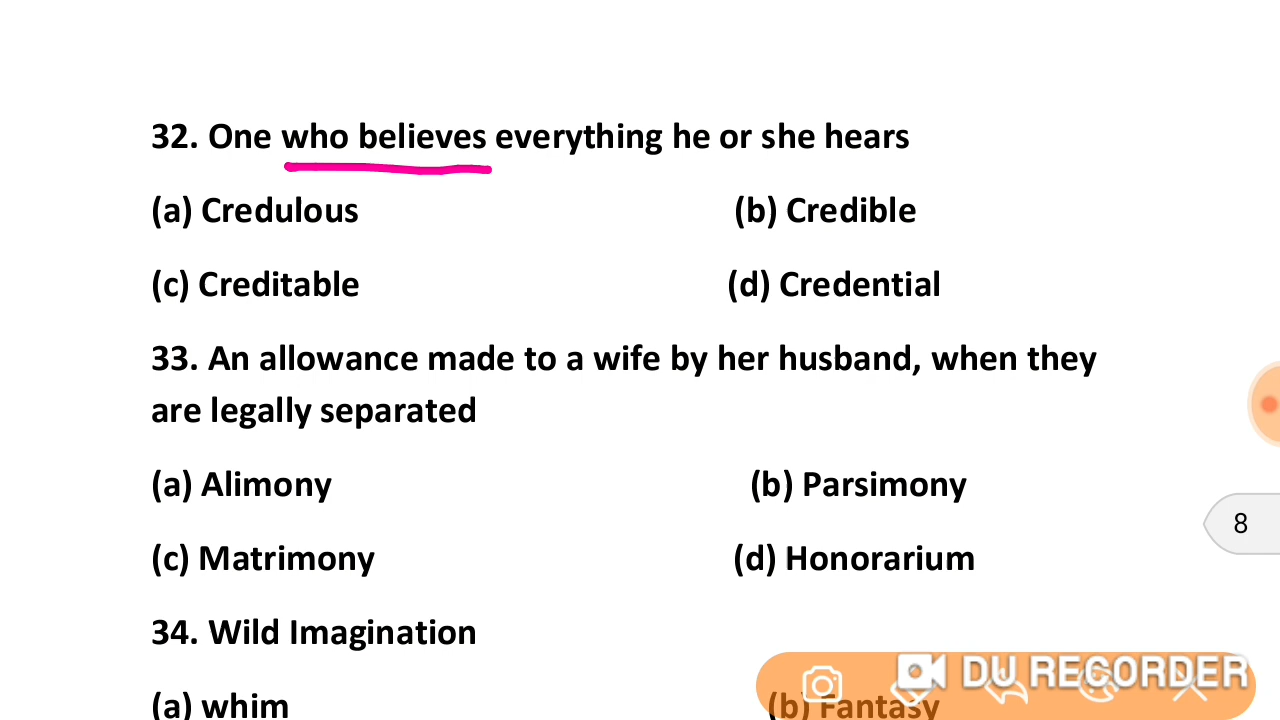 32. One who believes everything he or she hears
(a) Credulous (b) Credible
(c) Creditable (d) Credential
33. An allowance made to a wife by her husband, when they
are legally separated
(a) Alimony (b) Parsimony
(c) Matrimony (d) Honorarium
8
34. Wild Imagination
DU RECORDER
(a) whim (b) Fantasy